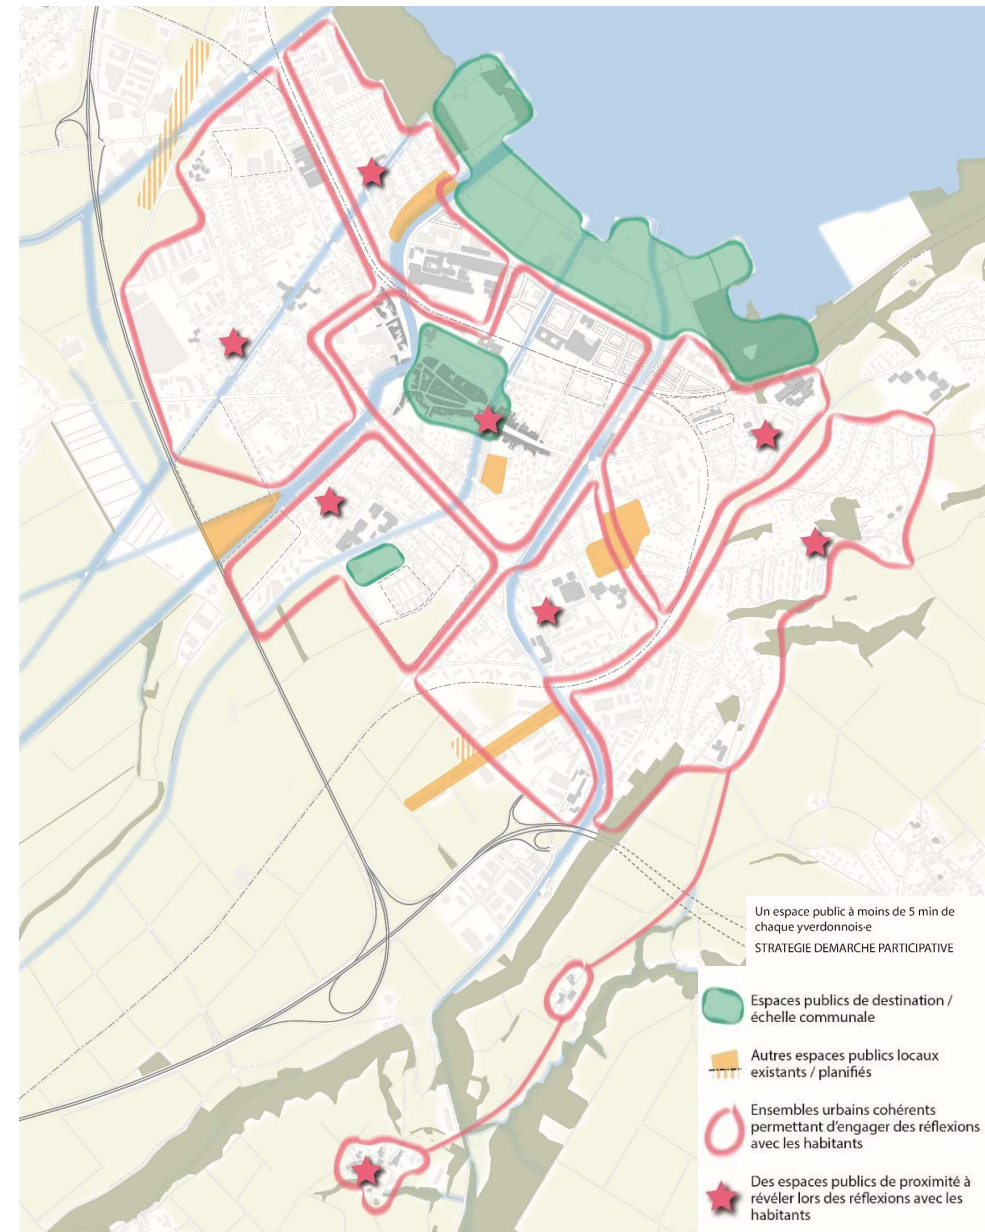 Un espace public à moins de 5 min de
chaque yverdonnois·e
STRATEGIE DEMARCHE PARTICIPATIVE
Espaces publics de destination /
échelle communale
Autres espaces publics locaux
existants / planifiés
Ensembles urbains cohérents
permettant d'engager des réflexions
avec les habitants
Des espaces publics de proximité à
révéler lors des réflexions avec les
habitants